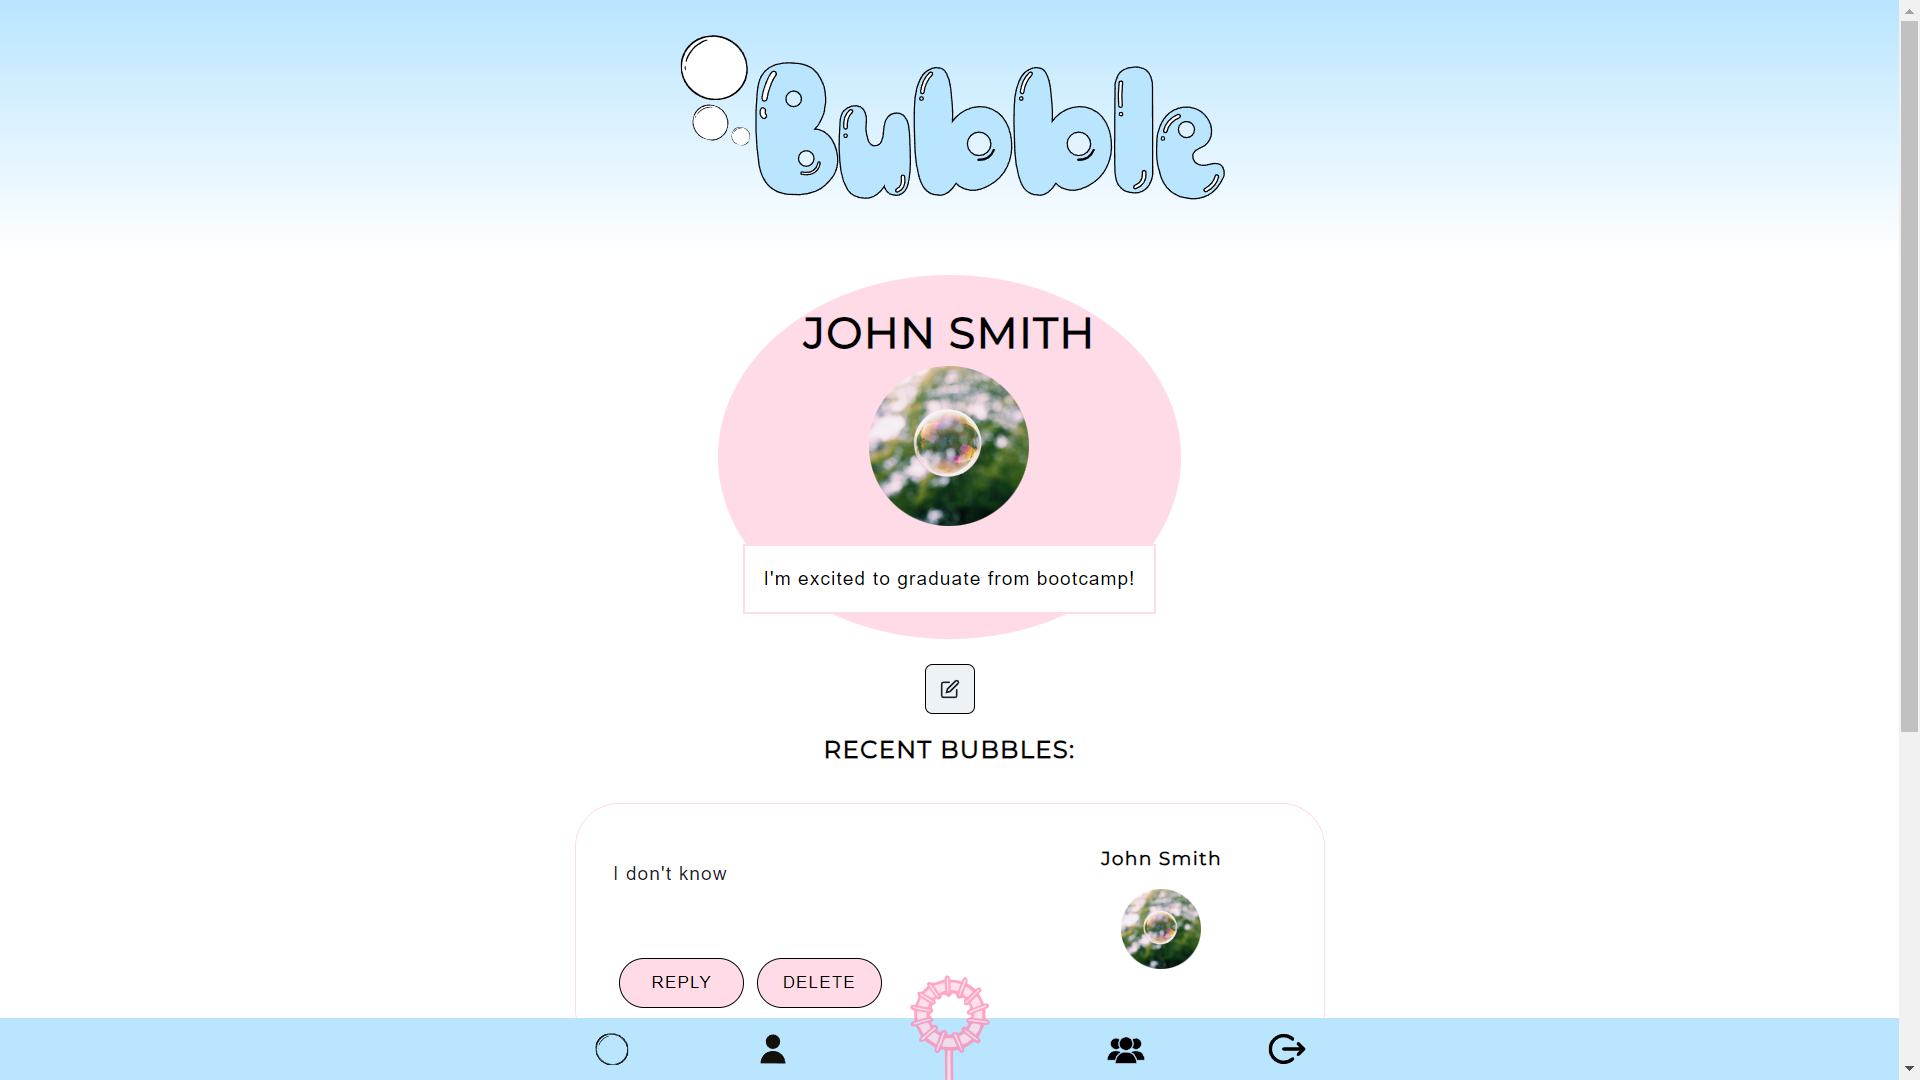 Bubble
JOHN SMITH
I'm excited to graduate from bootcamp!
RECENT BUBBLES:
John Smith
I don't know
REPLY DELETE